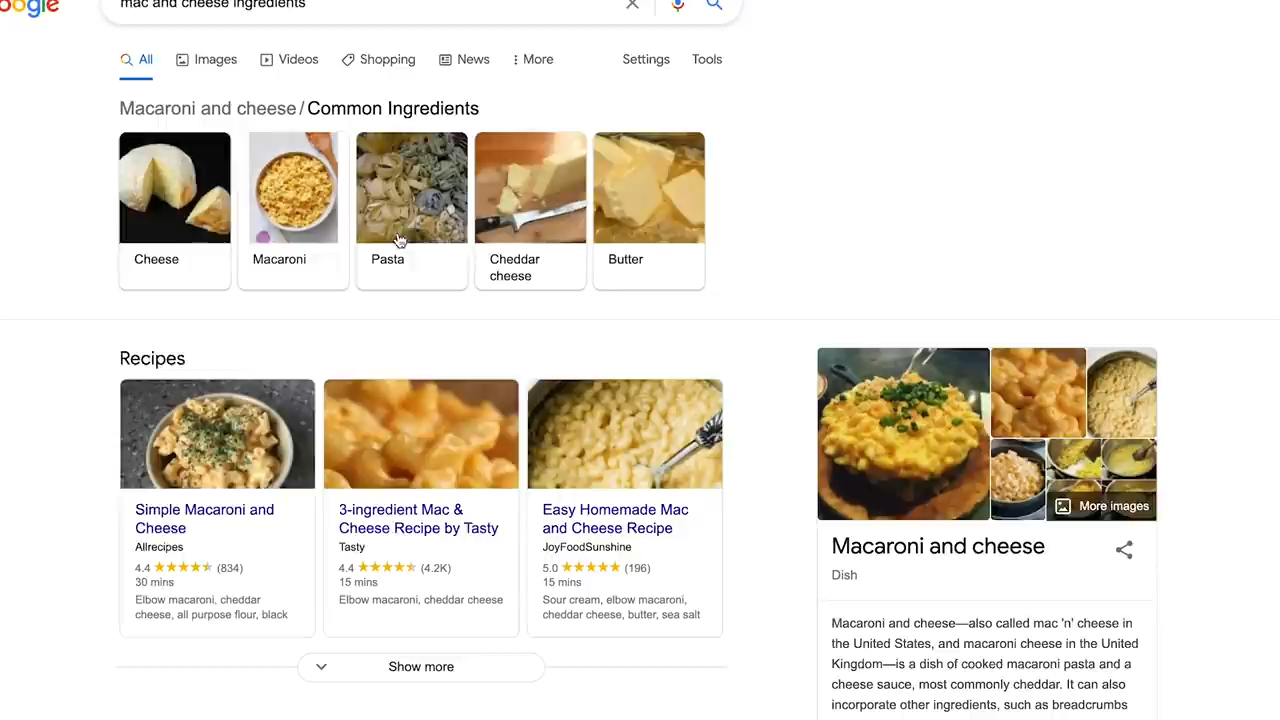 oogle
mac and cheese ingredients
All
Images
Videos
Shopping
News
More
Settings
Tools
Macaroni and cheese/Common Ingredients
Cheese
Macaroni
Pasta
Cheddar
cheese
Butter
Recipes
Simple Macaroni and
Cheese
Allrecipes
4.4 ★★★★★ (834)
30 mins
Elbow macaroni, cheddar
cheese, all purpose flour, black
3-ingredient Mac &
Cheese Recipe by Tasty
Tasty
4.4 ★★★★★ (4.2K)
15 mins
Elbow macaroni, cheddar cheese
Easy Homemade Mac
and Cheese Recipe
JoyFoodSunshine
5.0 ★★★★★ (196)
15 mins
Sour cream, elbow macaroni,
cheddar cheese, butter, sea salt
Show more
More images
Macaroni and cheese
Dish
Macaroni and cheese—also called mac 'n' cheese in
the United States, and macaroni cheese in the United
Kingdom—is a dish of cooked macaroni pasta and a
cheese sauce, most commonly cheddar. It can also
incorporate other ingredients, such as breadcrumbs